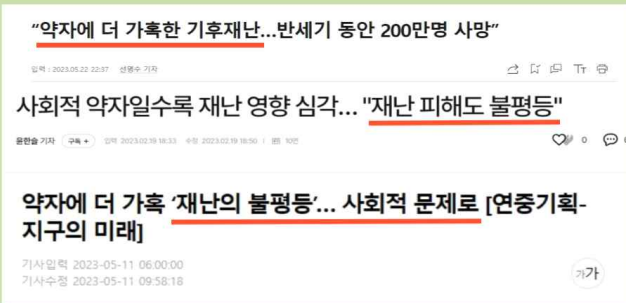 “약자에 더 가혹한 기후재난...반세기 동안 200만명 사망”
입력 : 2023.05.22 22:37 선명수 기자
사회적 약자일수록 재난 영향 심각... "재난 피해도 불평등"
윤한슬 기자 구독 + 입력 2023.02.19 18:33 수정 2023.02.19 18:50 10면 0
약자에 더 가혹 ‘재난의 불평등’... 사회적 문제로 [연중기획-
지구의 미래]
기사입력 2023-05-11 06:00:00
기사수정 2023-05-11 09:58:18
가가